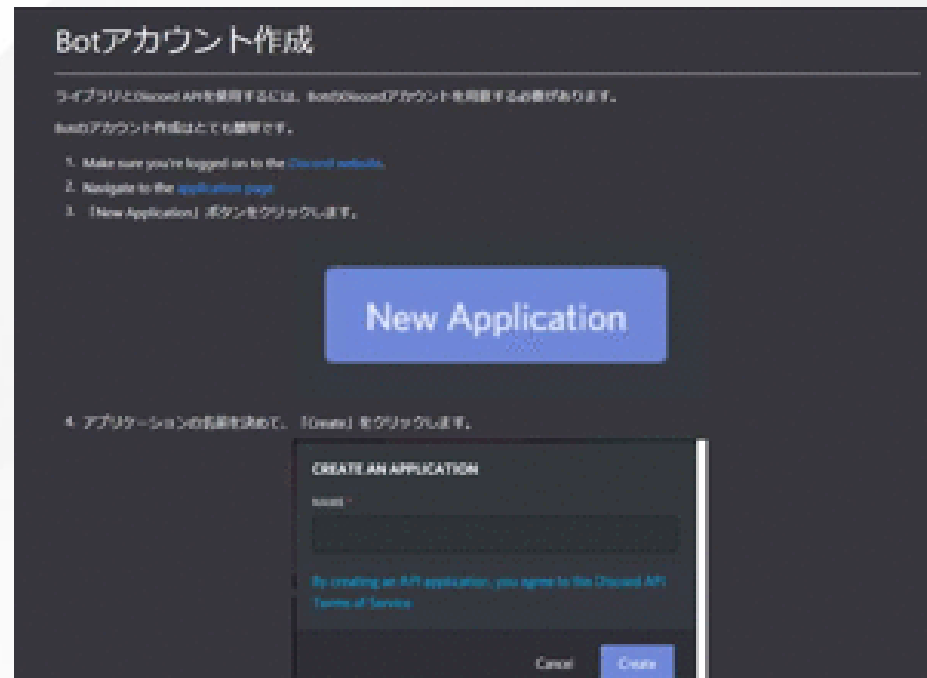 Botアカウント作成
ライブラリとDiscord APIを使用するには、BotのDiscordアカウントを用意する必要があります。
Botのアカウント作成はとても簡単です。
1. Make sure you're logged on to the Discord website.
2. Navigate to the application page
3. 「New Application」ボタンをクリックします。
New Application
4. アプリケーションの名前を決めて、「Create」をクリックします。
CREATE AN APPLICATION
NAME *
By creating an API application, you agree to the Discord API
Terms of Service
Cancel Create